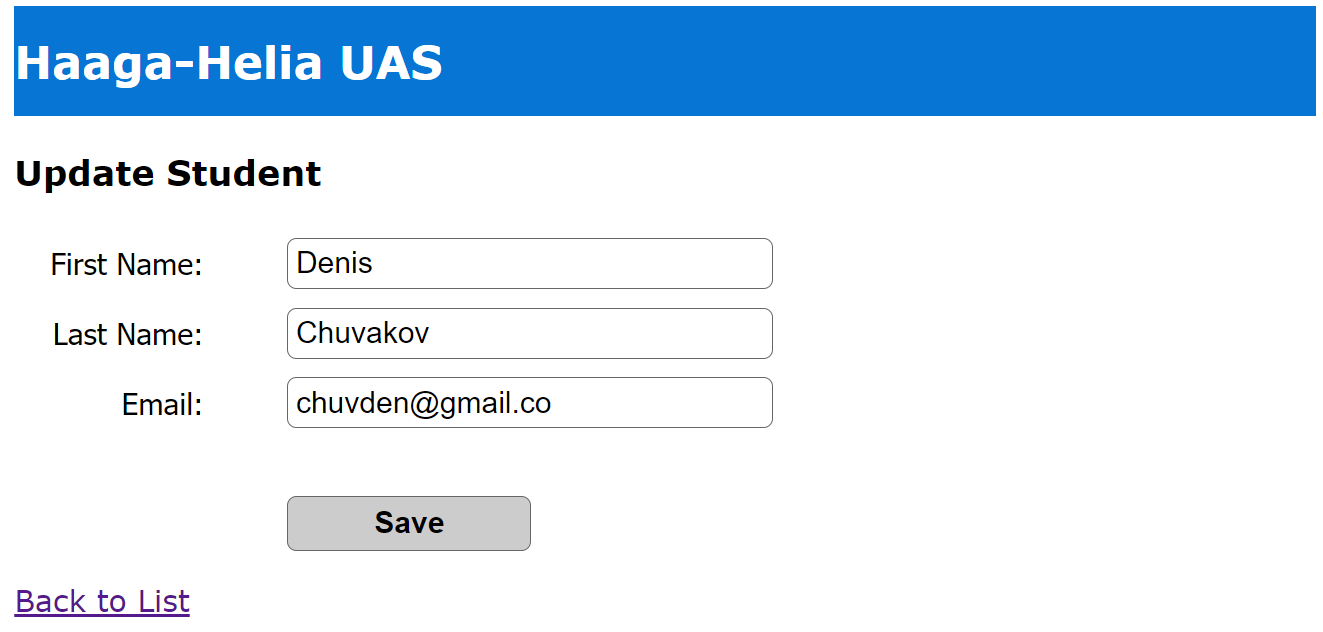 Haaga-Helia UAS
Update Student
First Name: Denis
Last Name: Chuvakov
Email: chuvden@gmail.co
Save
Back to List